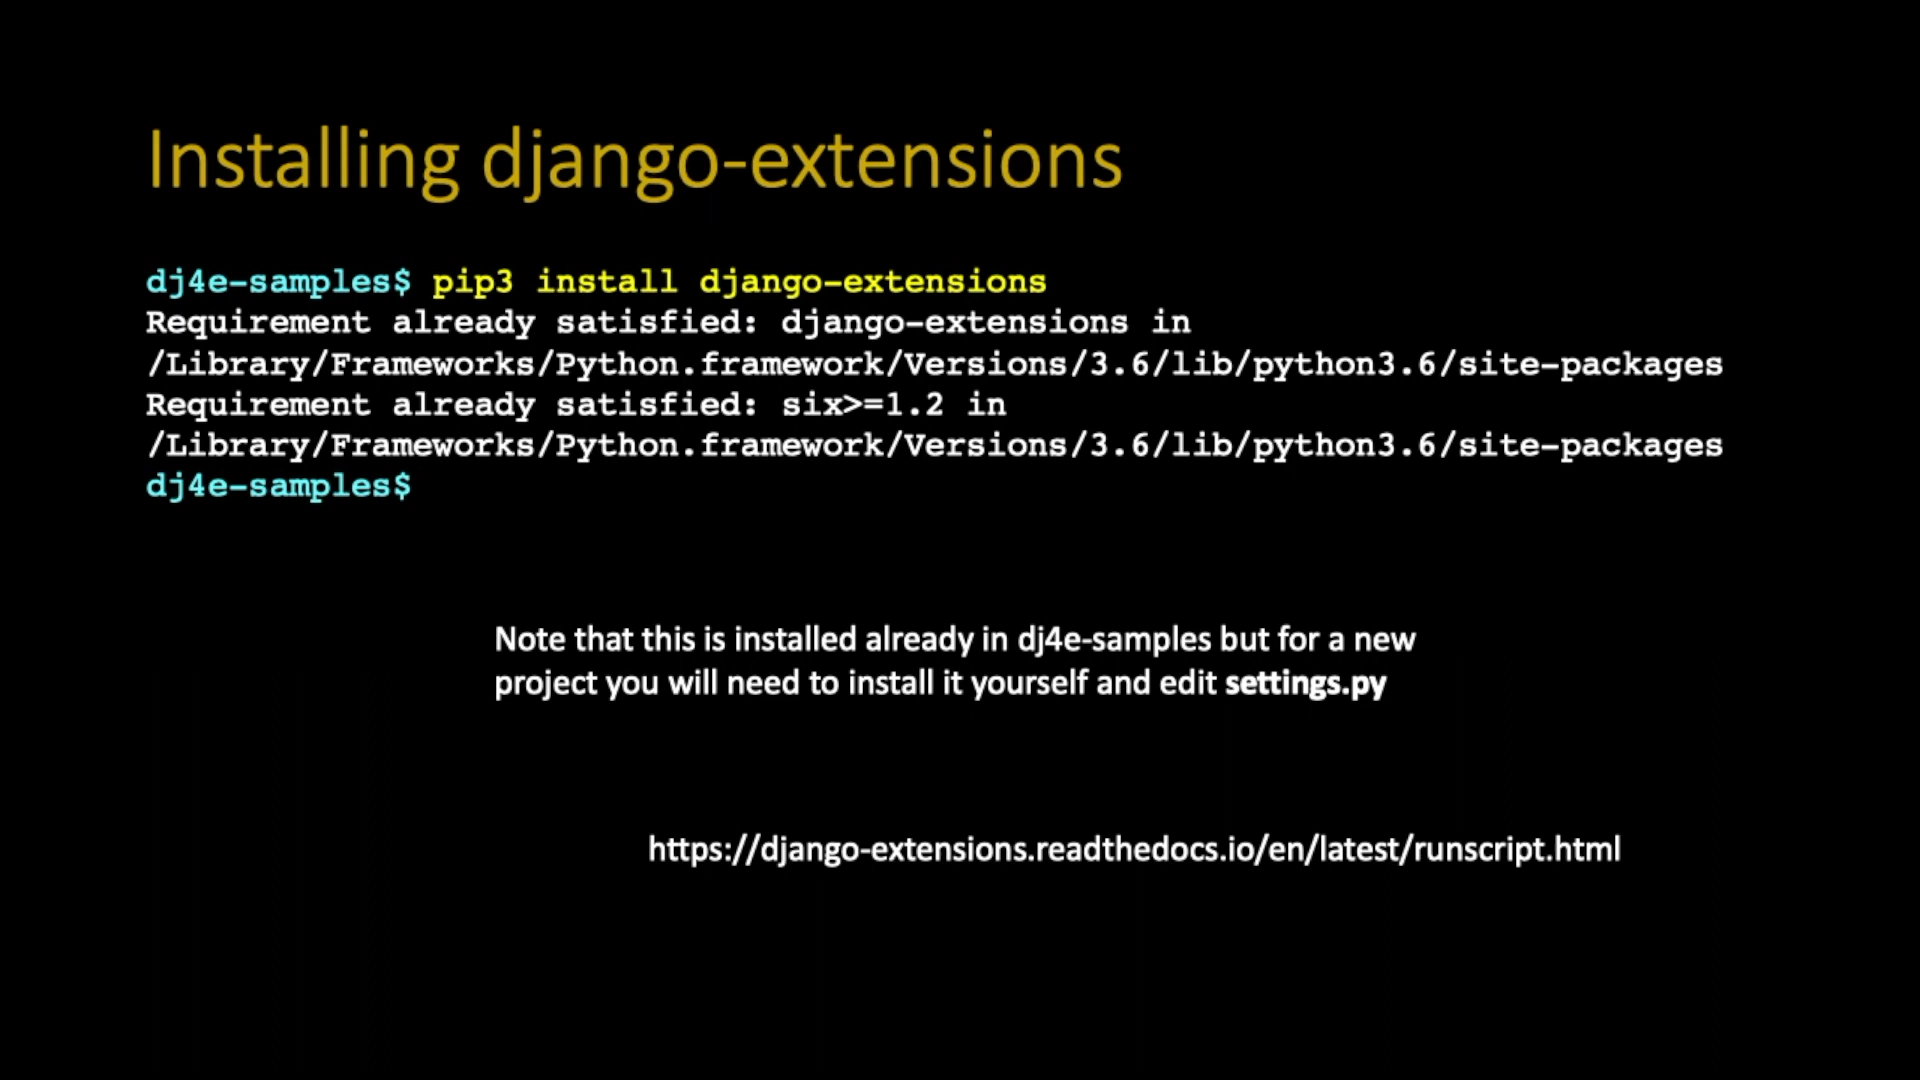 Installing django-extensions
dj4e-samples$ pip3 install django-extensions
Requirement already satisfied: django-extensions in
/Library/Frameworks/Python.framework/Versions/3.6/lib/python3.6/site-packages
Requirement already satisfied: six>=1.2 in
/Library/Frameworks/Python.framework/Versions/3.6/lib/python3.6/site-packages
dj4e-samples$
Note that this is installed already in dj4e-samples but for a new
project you will need to install it yourself and edit settings.py
https://django-extensions.readthedocs.io/en/latest/runscript.html